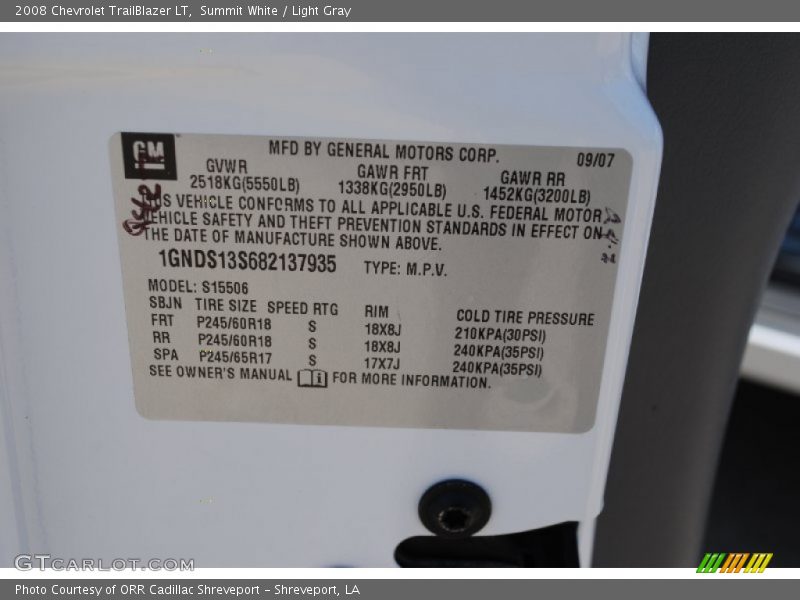 2008 Chevrolet TrailBlazer LT,  Summit White / Light Gray
GM
MFD BY GENERAL MOTORS CORP.
09/07
GVWR
GAWR FRT
GAWR RR
2518KG(5550LB)
1338KG(2950LB)
1452KG(3200LB)
VEHICLE CONFORMS TO ALL APPLICABLE U.S. FEDERAL MOTOR
VEHICLE SAFETY AND THEFT PREVENTION STANDARDS IN EFFECT ON
THE DATE OF MANUFACTURE SHOWN ABOVE.
1GNDS13S682137935
TYPE: M.P.V.
MODEL: S15506
SBJN TIRE SIZE SPEED RTG RIM COLD TIRE PRESSURE
FRT P245/60R18 S 18X8J 210KPA(30PSI)
RR P245/60R18 S 18X8J 240KPA(35PSI)
SPA P245/65R17 S 17X7J 240KPA(35PSI)
SEE OWNER'S MANUAL FOR MORE INFORMATION.
GTCARLOT.COM
Photo Courtesy of ORR Cadillac Shreveport - Shreveport, LA